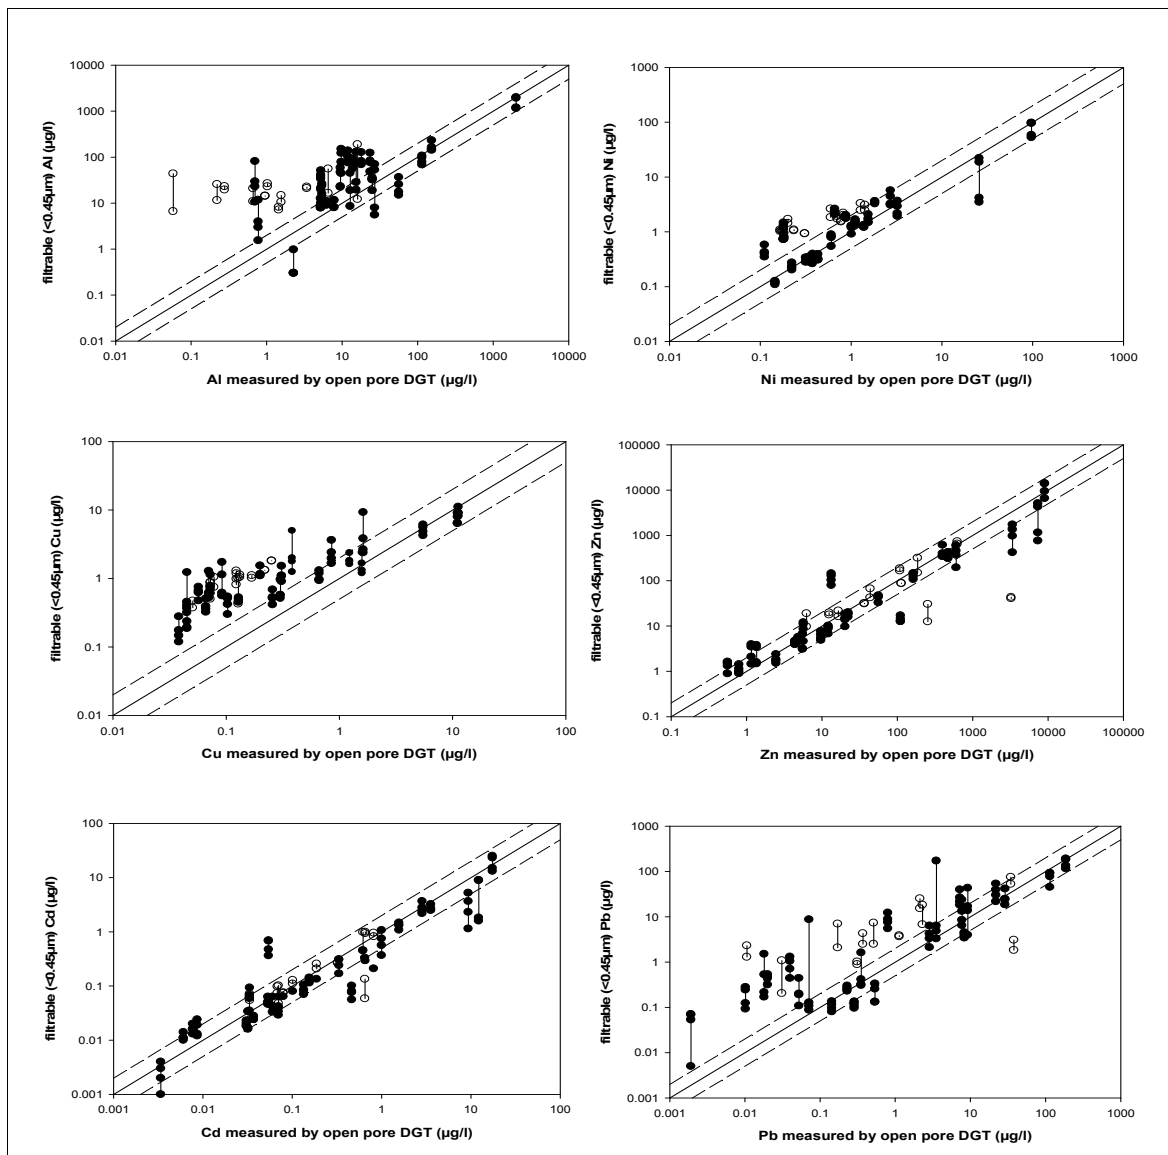 10000
1000
100
10
1
0.1
0.01
filtrable (<0.45µm) Al (µg/l)
0.01 0.1 1 10 100 1000 10000
Al measured by open pore DGT (µg/l)
1000
100
10
1
0.1
0.01
filtrable (<0.45µm) Ni (µg/l)
0.01 0.1 1 10 100 1000
Ni measured by open pore DGT (µg/l)
100
10
1
0.1
0.01
filtrable (<0.45µm) Cu (µg/l)
0.01 0.1 1 10 100
Cu measured by open pore DGT (µg/l)
100000
10000
1000
100
10
1
0.1
filtrable (<0.45µm) Zn (µg/l)
0.1 1 10 100 1000 10000 100000
Zn measured by open pore DGT (µg/l)
100
10
1
0.1
0.01
0.001
filtrable (<0.45µm) Cd (µg/l)
0.001 0.01 0.1 1 10 100
Cd measured by open pore DGT (µg/l)
1000
100
10
1
0.1
0.01
0.001
filtrable (<0.45µm) Pb (µg/l)
0.001 0.01 0.1 1 10 100 1000
Pb measured by open pore DGT (µg/l)